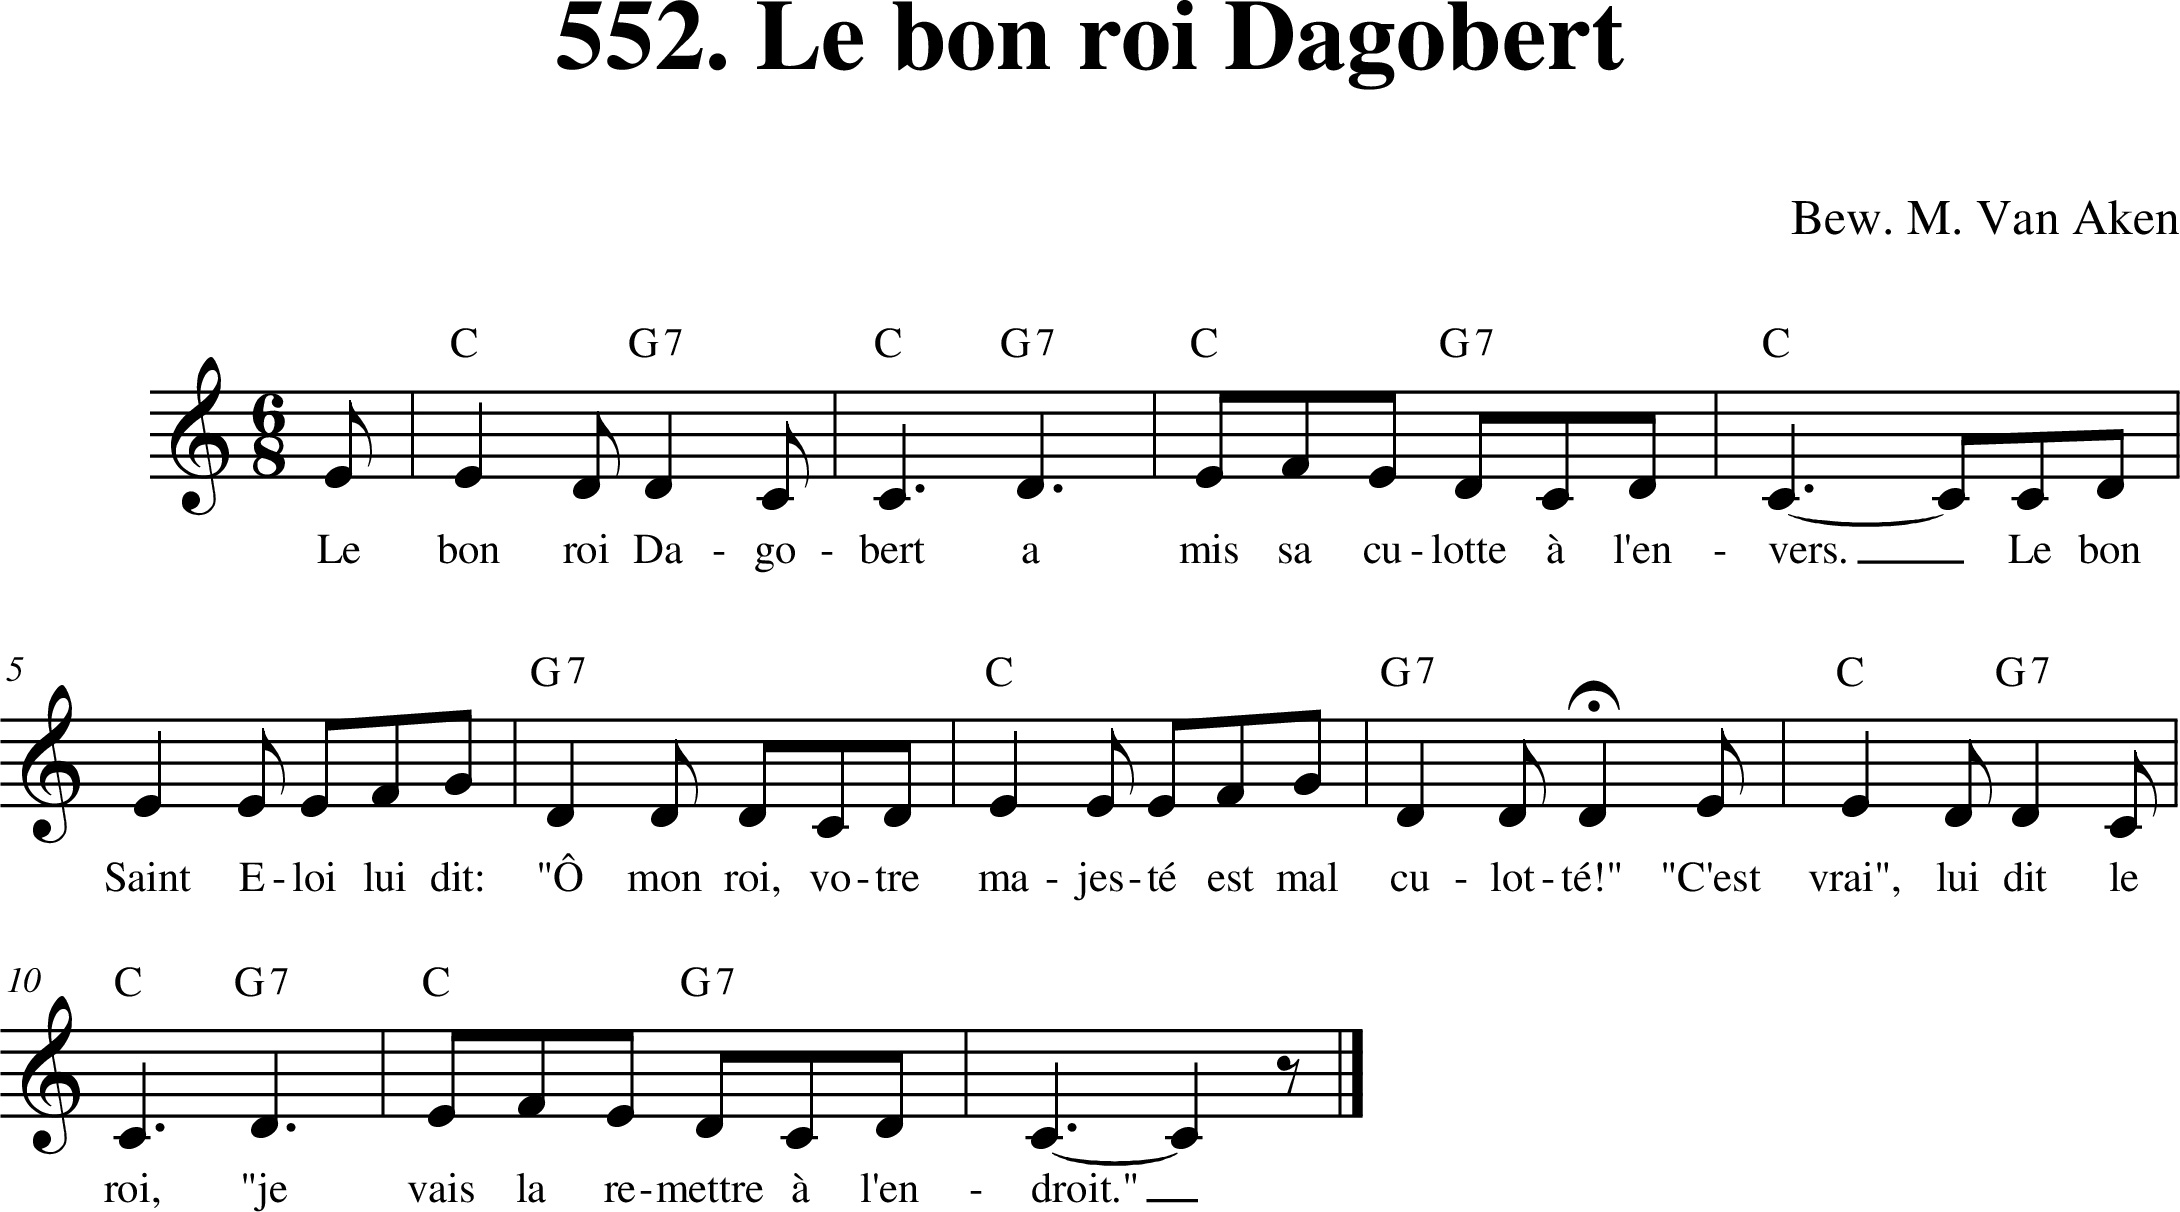 552. Le bon roi Dagobert
Bew. M. Van Aken
C G7 C G7 C G7 C
6
8
Le bon roi Da - go - bert a mis sa cu - lotte à l'en - vers. Le bon
5 G7 C G7 C G7
Saint E - loi lui dit: "Ô mon roi, vo - tre ma - jes - té est mal cu - lot - té!" "C'est vrai", lui dit le
10 C G7 C G7
roi, "je vais la re - mettre à l'en - droit."